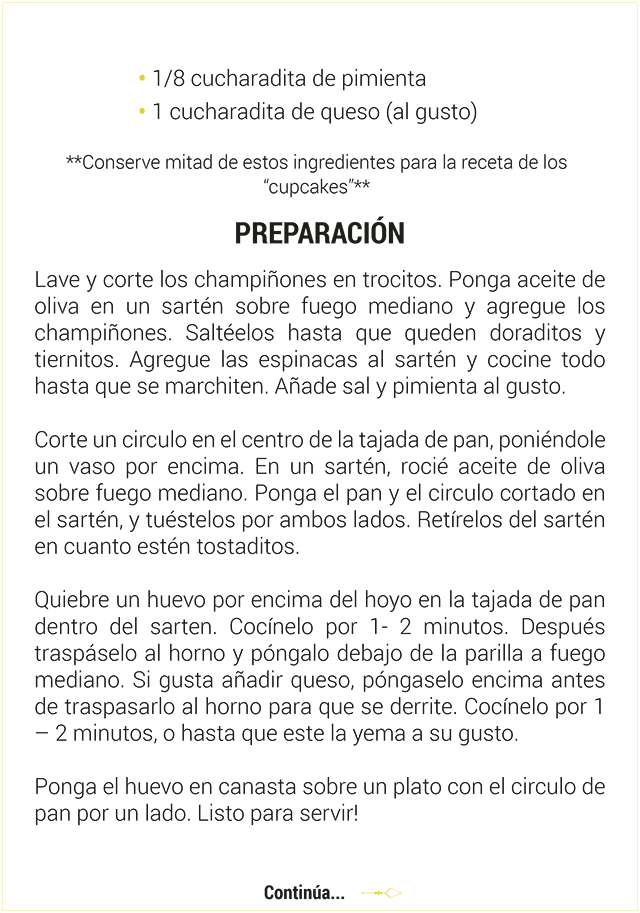 • 1/8 cucharadita de pimienta
• 1 cucharadita de queso (al gusto)
**Conserve mitad de estos ingredientes para la receta de los
“cupcakes”**
PREPARACIÓN
Lave y corte los champiñones en trocitos. Ponga aceite de
oliva en un sartén sobre fuego mediano y agregue los
champiñones. Saltéelos hasta que queden doraditos y
tiernitos. Agregue las espinacas al sartén y cocine todo
hasta que se marchiten. Añade sal y pimienta al gusto.
Corte un circulo en el centro de la tajada de pan, poniéndole
un vaso por encima. En un sartén, rocié aceite de oliva
sobre fuego mediano. Ponga el pan y el circulo cortado en
el sartén, y tuéstelos por ambos lados. Retírelos del sartén
en cuanto estén tostaditos.
Quiebre un huevo por encima del hoyo en la tajada de pan
dentro del sarten. Cocínelo por 1- 2 minutos. Después
traspáselo al horno y póngalo debajo de la parilla a fuego
mediano. Si gusta añadir queso, póngaselo encima antes
de traspasarlo al horno para que se derrite. Cocínelo por 1
– 2 minutos, o hasta que este la yema a su gusto.
Ponga el huevo en canasta sobre un plato con el circulo de
pan por un lado. Listo para servir!
Continúa...